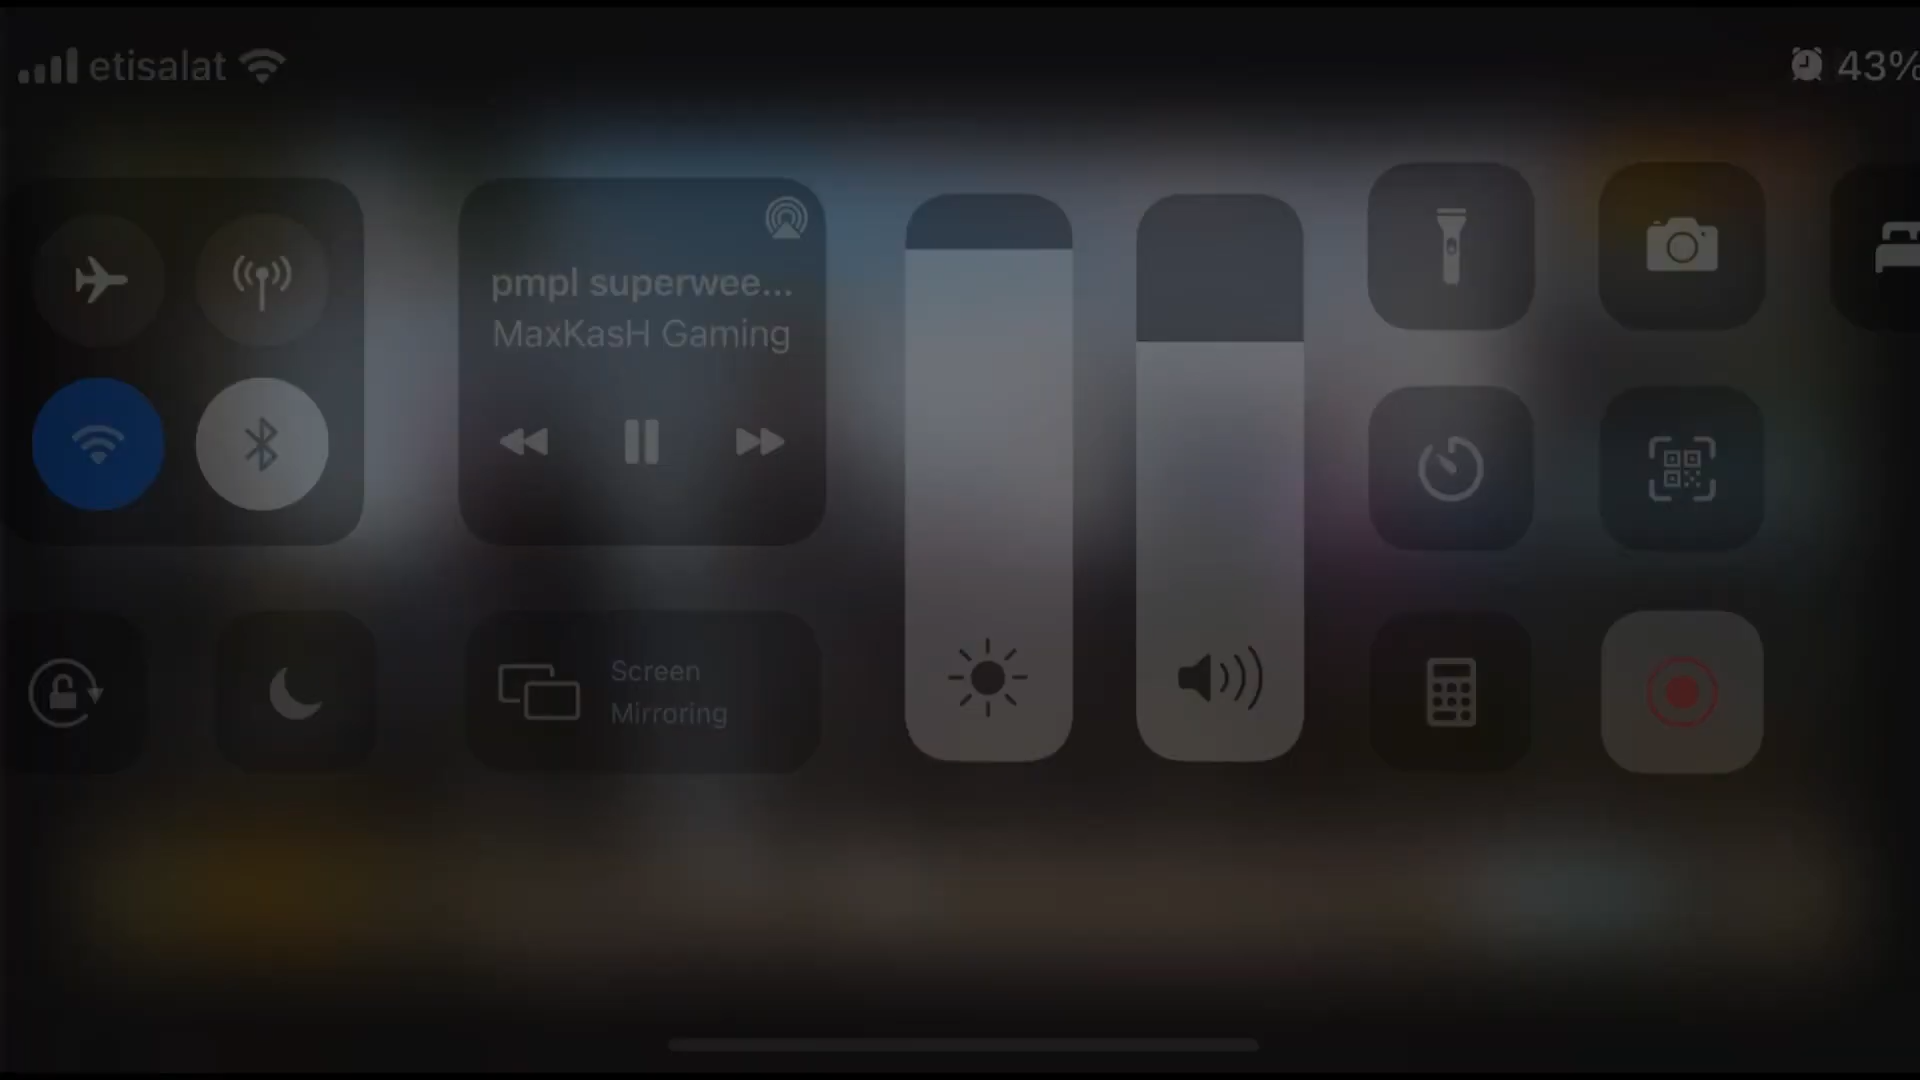 etisalat
43%
pmpl superwee...
MaxKasH Gaming
Screen
Mirroring